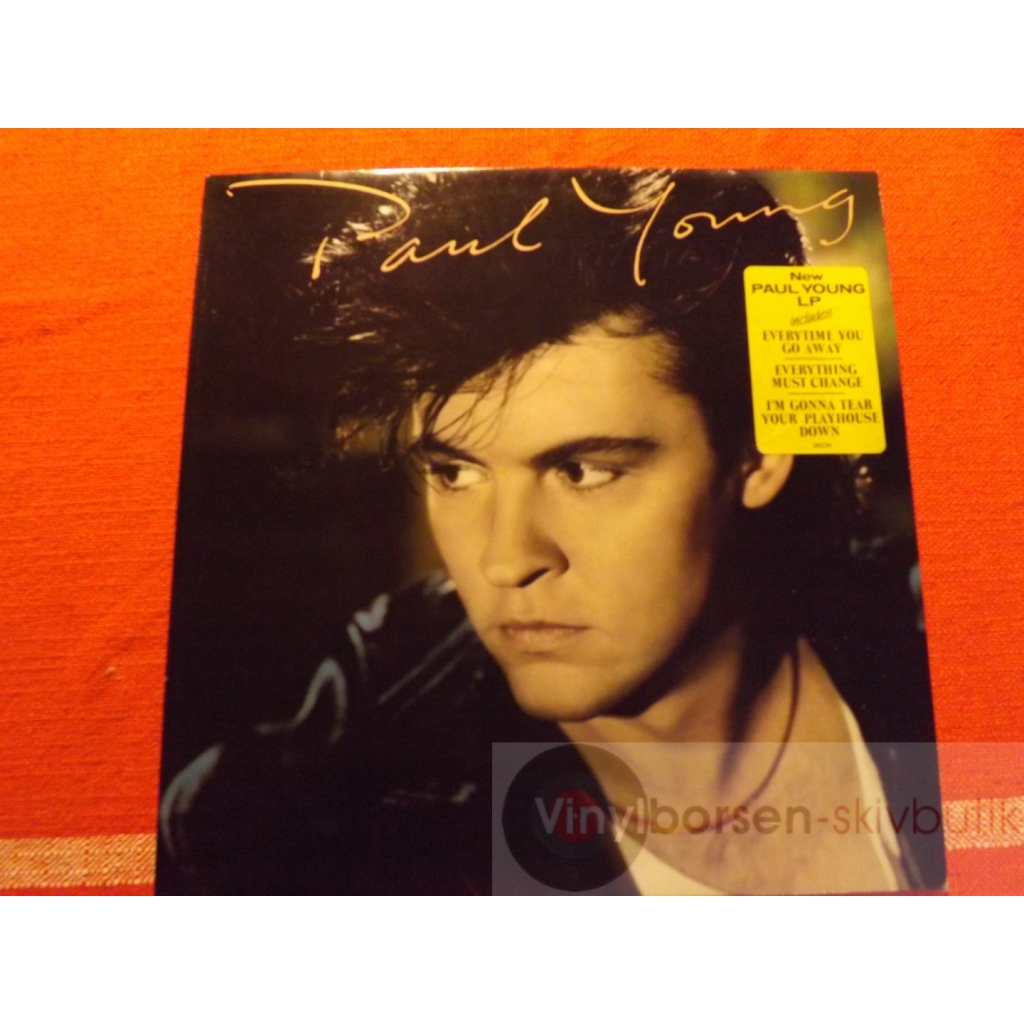 Paul Young
New
PAUL YOUNG
LP
includes
EVERYTIME YOU
GO AWAY
EVERYTHING
MUST CHANGE
I'M GONNA TEAR
YOUR PLAYHOUSE
DOWN
Vinylborsen-skivbutik